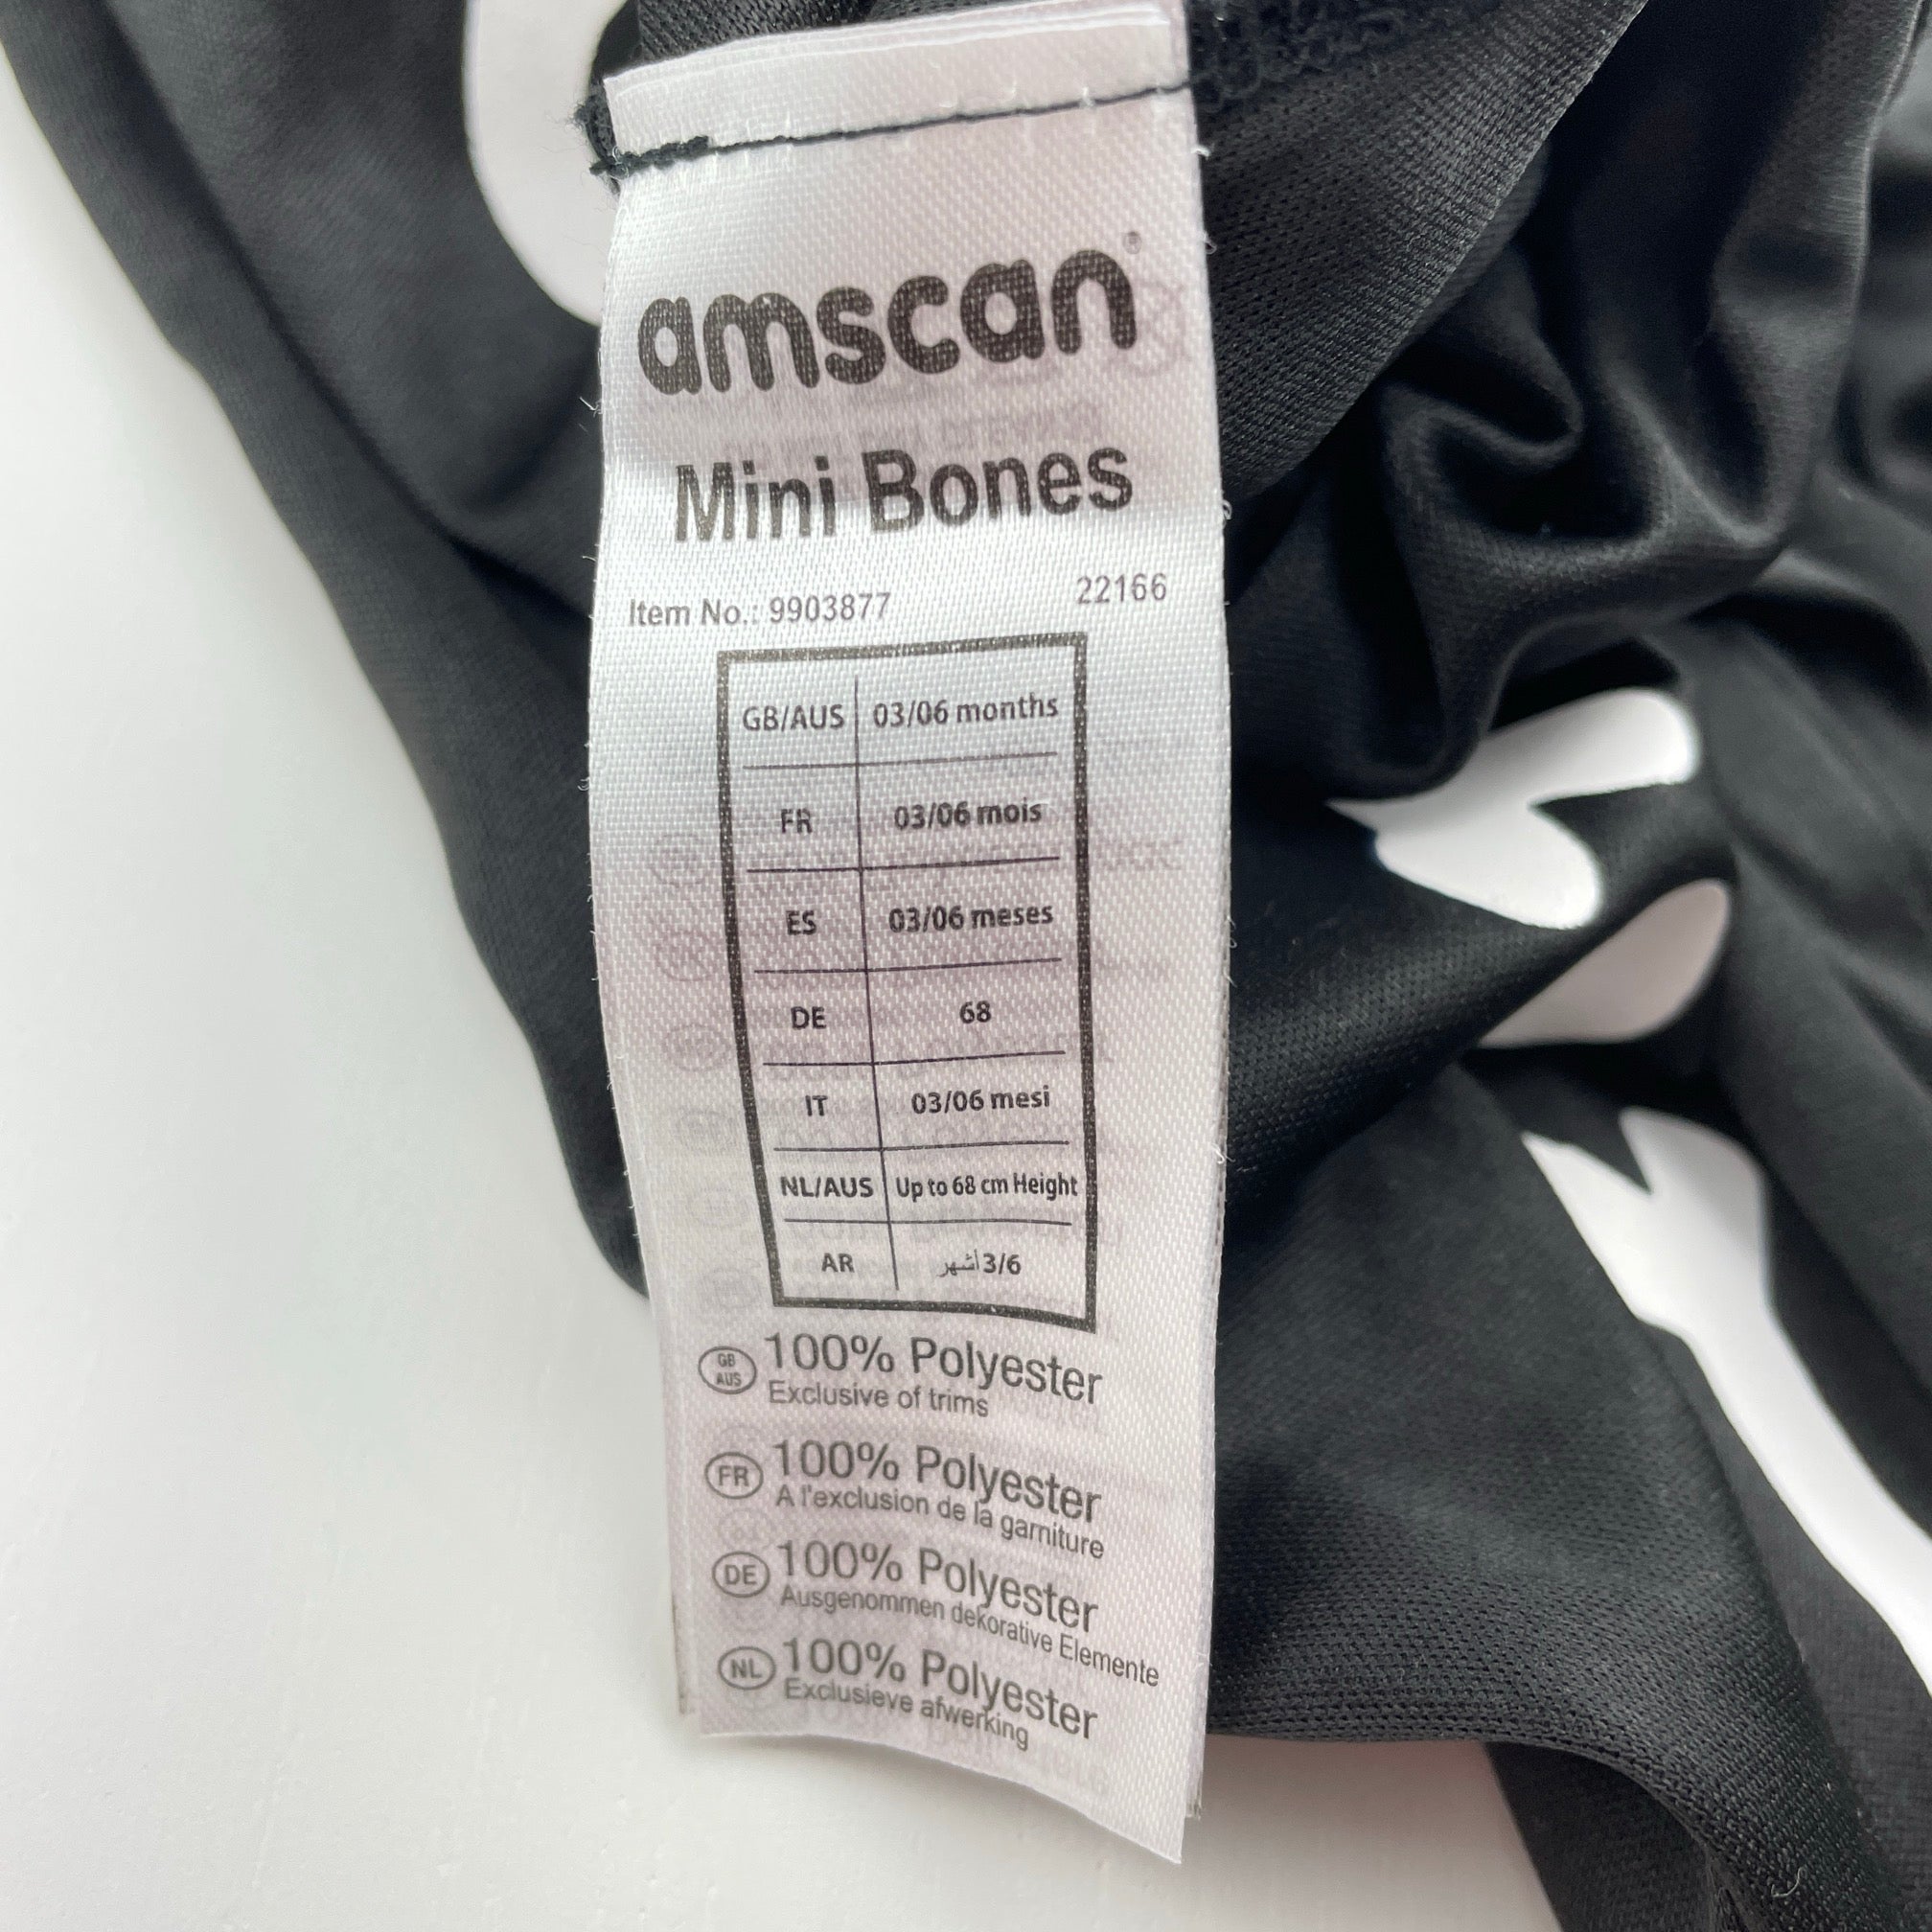 amscan®
Mini Bones
Item No.: 9903877 22166
GB/AUS 03/06 months
FR 03/06 mois
ES 03/06 meses
DE 68
IT 03/06 mesi
NL/AUS Up to 68 cm Height
AR 3/6 أشهر
GB AUS 100% Polyester
Exclusive of trims
FR 100% Polyester
A l'exclusion de la garniture
DE 100% Polyester
Ausgenommen dekorative Elemente
NL 100% Polyester
Exclusieve afwerking